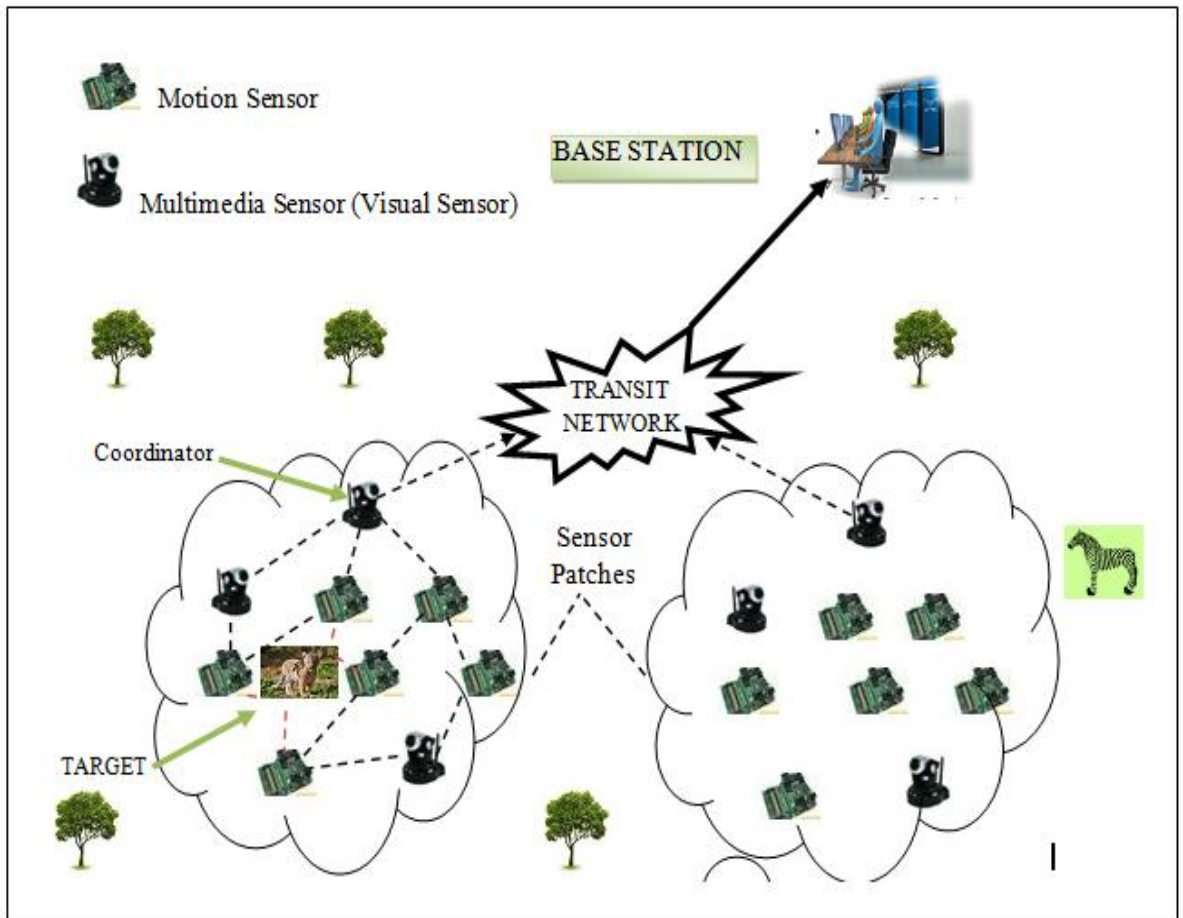 Motion Sensor
Multimedia Sensor (Visual Sensor)
BASE STATION
TRANSIT
NETWORK
Coordinator
Sensor
Patches
TARGET